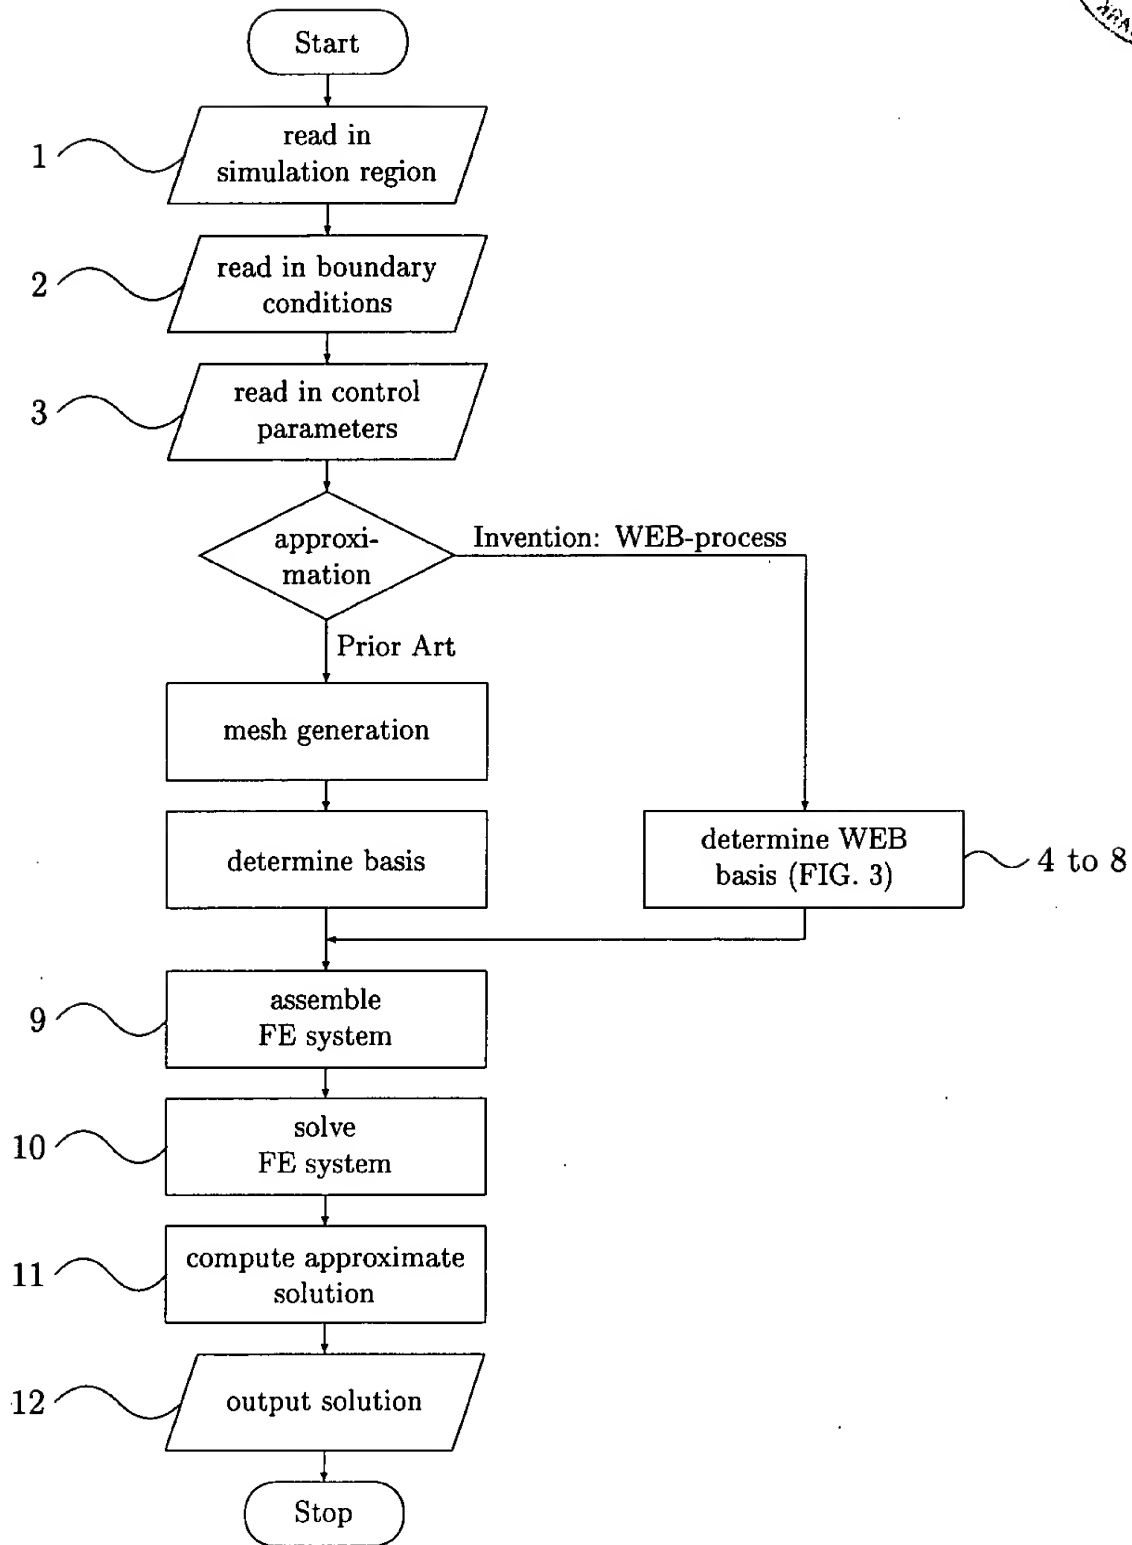 Start
1
read in
simulation region
2
read in boundary
conditions
3
read in control
parameters
approxi-
mation
Invention: WEB-process
Prior Art
mesh generation
determine basis
determine WEB
basis (FIG. 3)
4 to 8
9
assemble
FE system
10
solve
FE system
11
compute approximate
solution
12
output solution
Stop